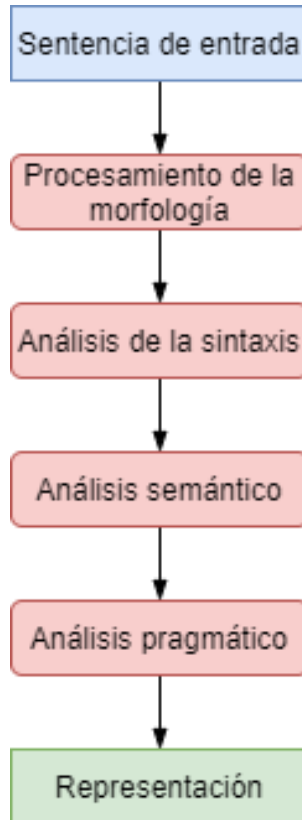 Sentencia de entrada
Procesamiento de la
morfología
Análisis de la sintaxis
Análisis semántico
Análisis pragmático
Representación